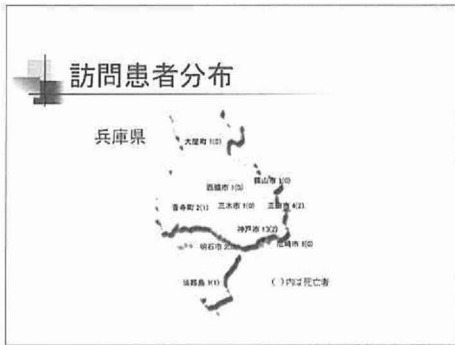 訪問患者分布
兵庫県
大屋町 1(0)
篠山市 1(0)
西脇市 1(0)
香寺町 2(1)
三木市 1(0)
三田市 4(2)
神戸市 13(2)
明石市
尼崎市 1(0)
淡路島 1(1)
( )内は死亡者